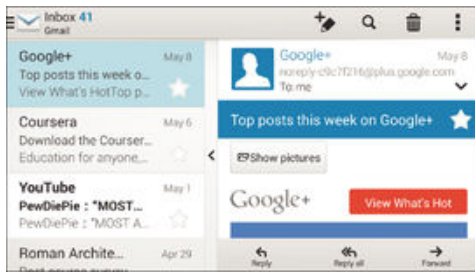 Inbox 41
Gmail
Google+ May 8
Top posts this week o...
View What's HotTop p...
Coursera May 6
Download the Courser...
Education for anyone,...
YouTube May 1
PewDiePie : "MOST...
PewDiePie : "MOST A...
Roman Archite... Apr 29
Google+ May 8
noreply-c9c7f216@plus.google.com
To: me
Top posts this week on Google+
Show pictures
Google+
View What's Hot
Reply
Reply all
Forward